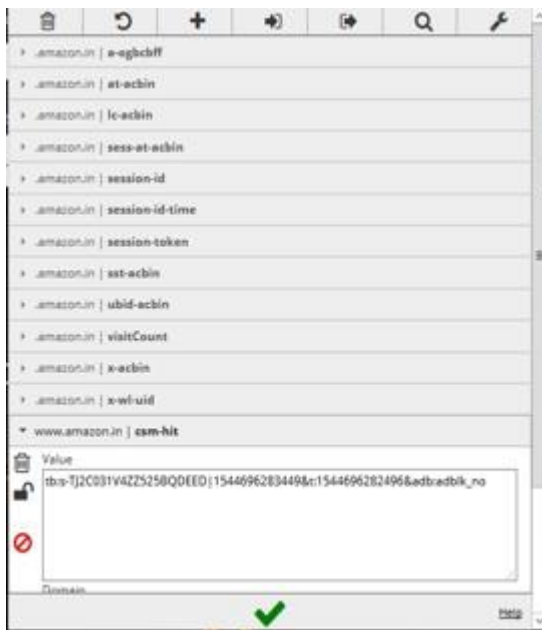 .amazon.in | a-ogbcbff
.amazon.in | at-acbin
.amazon.in | lc-acbin
.amazon.in | sess-at-acbin
.amazon.in | session-id
.amazon.in | session-id-time
.amazon.in | session-token
.amazon.in | sst-acbin
.amazon.in | ubid-acbin
.amazon.in | visitCount
.amazon.in | x-acbin
.amazon.in | x-wl-uid
www.amazon.in | csm-hit
Value
tb:s-TJ2C031V4ZZ525BQDEED|1544696283449&t:1544696282496&adb:adblk_no
Domain
Help